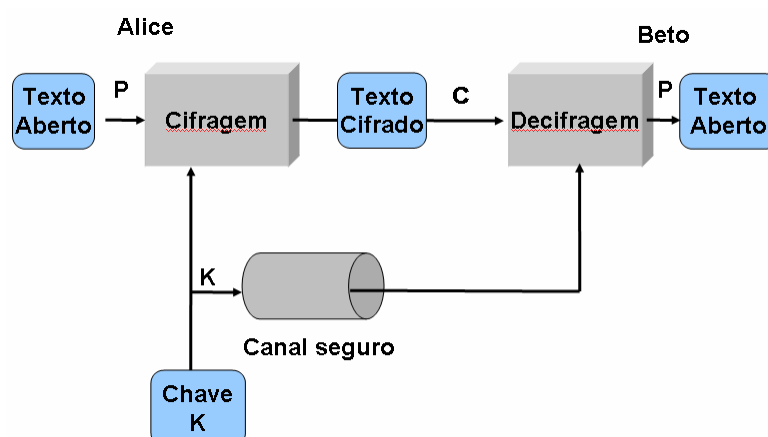 Alice
Beto
Texto
Aberto
P
Cifragem
Texto
Cifrado
C
Decifragem
P
Texto
Aberto
K
Canal seguro
Chave
K